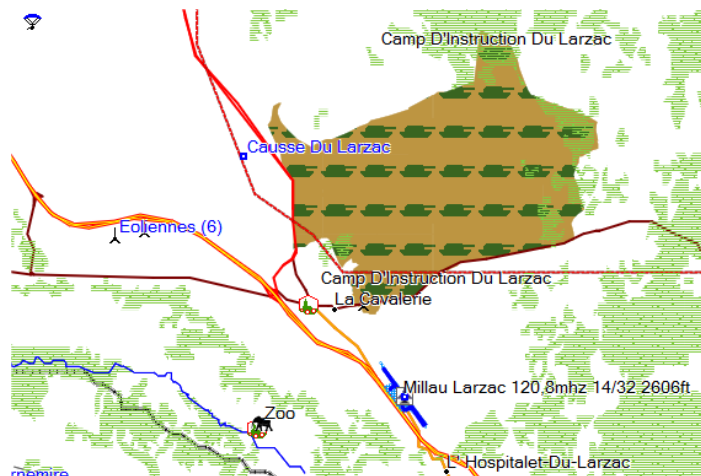 Camp D'Instruction Du Larzac
Causse Du Larzac
Eoliennes (6)
Camp D'Instruction Du Larzac
La Cavalerie
Millau Larzac 120,8mhz 14/32 2606ft
Zoo
L' Hospitalet-Du-Larzac